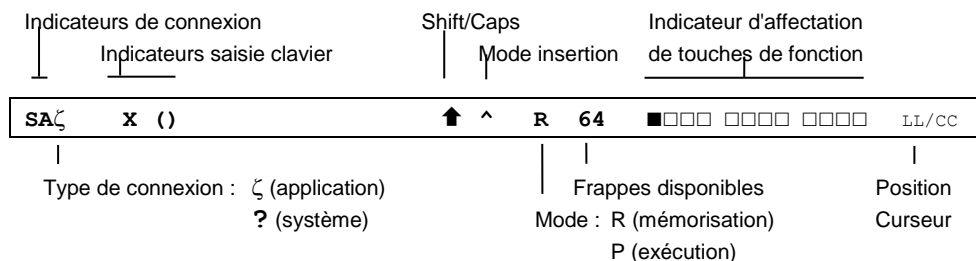 Indicateurs de connexion Shift/Caps Indicateur d'affectation
Indicateurs saisie clavier Mode insertion de touches de fonction
SAζ X () ⬆ ^ R 64 ■□□□ □□□□ □□□□ LL/CC
Type de connexion : ζ (application) Frappes disponibles Position
? (système) Mode : R (mémorisation) Curseur
P (exécution)